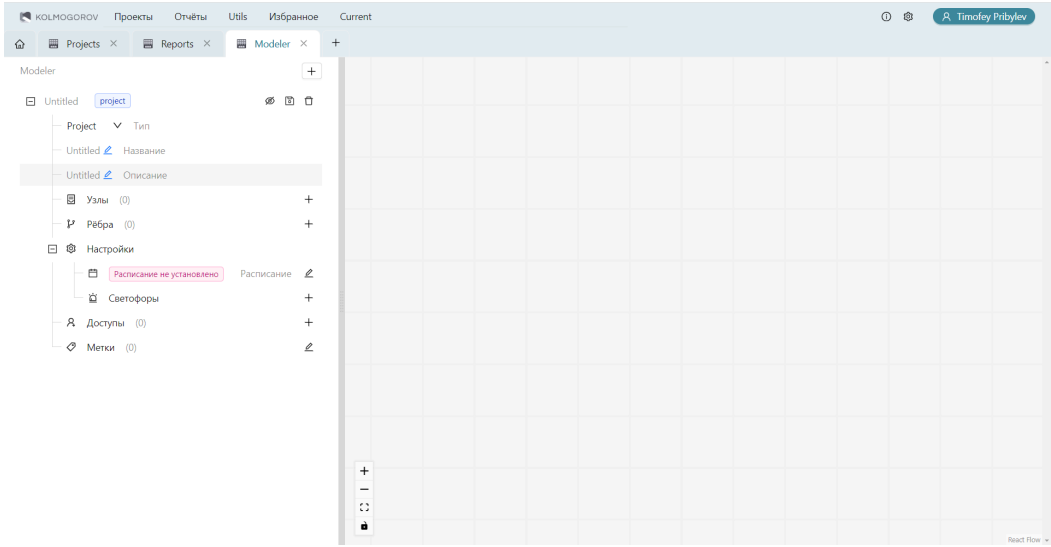 KOLMOGOROV Проекты Отчёты Utils Избранное Current Timofey Pribylev
Projects Reports Modeler
Modeler
Untitled project
Project Тип
Untitled Название
Untitled Описание
Узлы (0)
Рёбра (0)
Настройки
Расписание не установлено Расписание
Светофоры
Доступы (0)
Метки (0)
React Flow